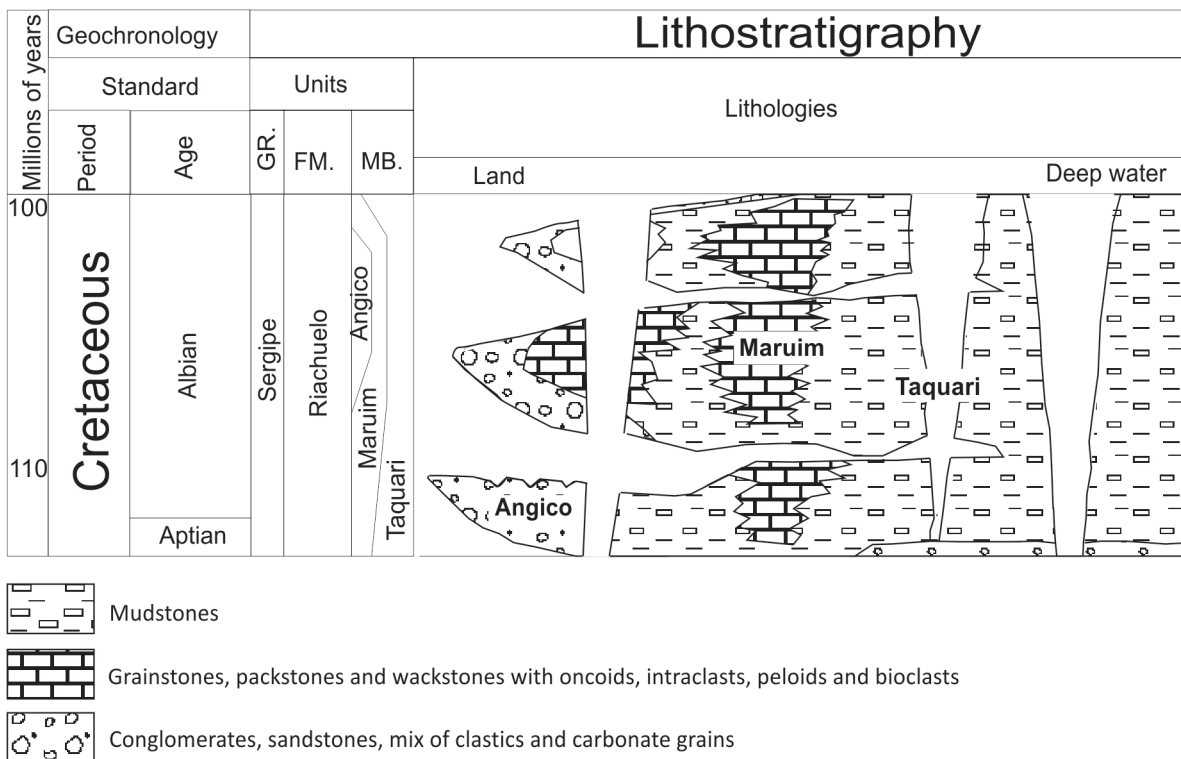 Millions of years
Geochronology
Lithostratigraphy
Standard
Units
Lithologies
Period
Age
GR.
FM.
MB.
Land
Deep water
100
110
Cretaceous
Albian
Aptian
Sergipe
Riachuelo
Angico
Maruim
Taquari
Maruim
Taquari
Angico
Mudstones
Grainstones, packstones and wackstones with oncoids, intraclasts, peloids and bioclasts
Conglomerates, sandstones, mix of clastics and carbonate grains